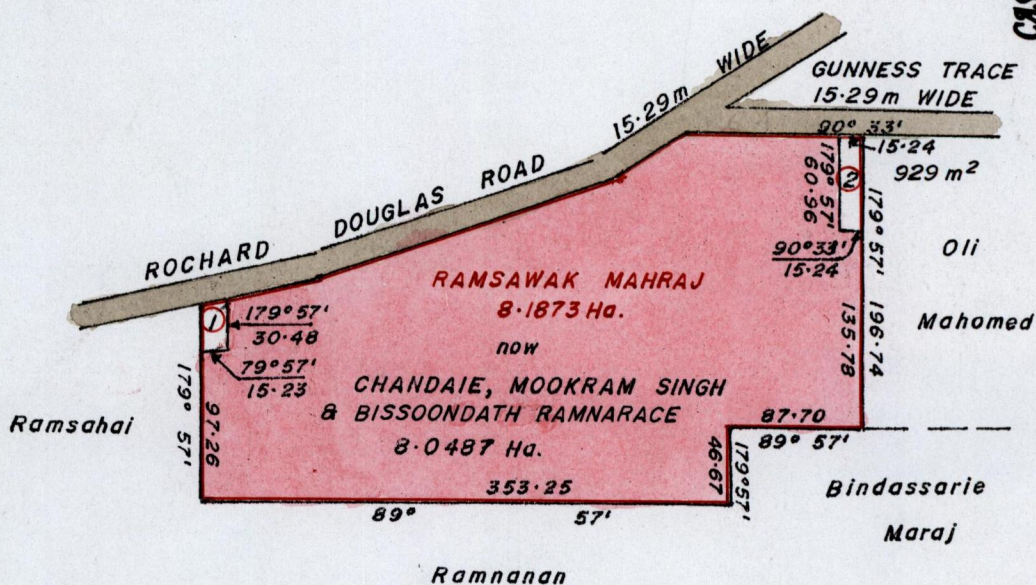 WIDE
GUNNESS TRACE
15·29m WIDE
15·29m
ROCHARD DOUGLAS ROAD
90° 33'
15·24
②
929 m²
179° 57'
60·96
90°33'
15·24
179°57' 196·74
135·78
Oli
Mahomed
①
179°57'
30·48
79°57'
15·23
RAMSAWAK MAHRAJ
8·1873 Ha.
now
CHANDAIE, MOOKRAM SINGH
& BISSOONDATH RAMNARACE
8·0487 Ha.
Ramsahai
179° 57'
97·26
87·70
89° 57'
46·67
179°57'
353·25
89° 57'
Bindassarie
Maraj
Ramnanan